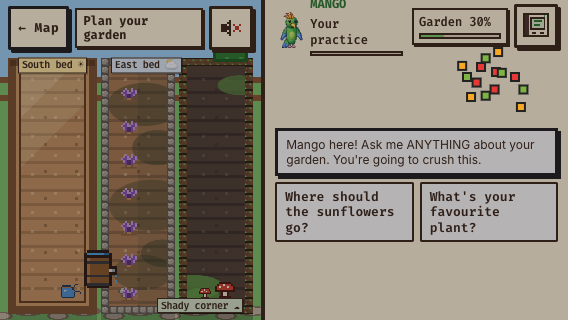 ← Map
Plan your
garden
South bed ☀
East bed ⛅
Shady corner ☁
MANGO
Your
practice
Garden 30%
Mango here! Ask me ANYTHING about your
garden. You're going to crush this.
Where should
the sunflowers
go?
What's your
favourite
plant?